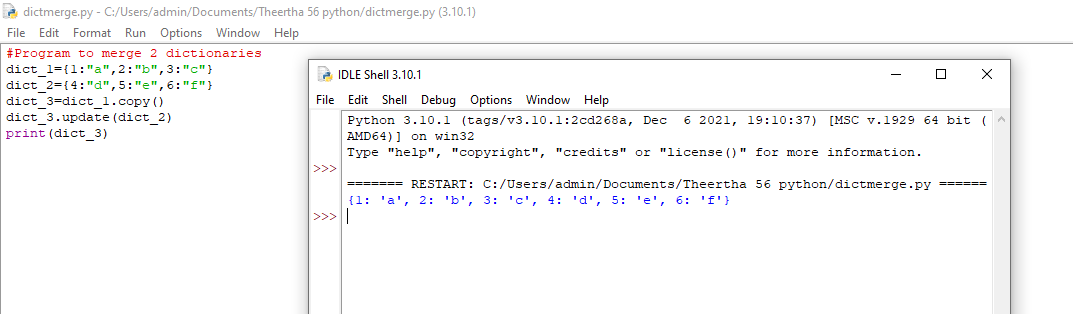 dictmerge.py - C:/Users/admin/Documents/Theertha 56 python/dictmerge.py (3.10.1)
File Edit Format Run Options Window Help
#Program to merge 2 dictionaries
dict_1={1:"a",2:"b",3:"c"}
dict_2={4:"d",5:"e",6:"f"}
dict_3=dict_1.copy()
dict_3.update(dict_2)
print(dict_3)
IDLE Shell 3.10.1
File Edit Shell Debug Options Window Help
Python 3.10.1 (tags/v3.10.1:2cd268a, Dec  6 2021, 19:10:37) [MSC v.1929 64 bit (
AMD64)] on win32
Type "help", "copyright", "credits" or "license()" for more information.
>>>
======= RESTART: C:/Users/admin/Documents/Theertha 56 python/dictmerge.py ======
{1: 'a', 2: 'b', 3: 'c', 4: 'd', 5: 'e', 6: 'f'}
>>>